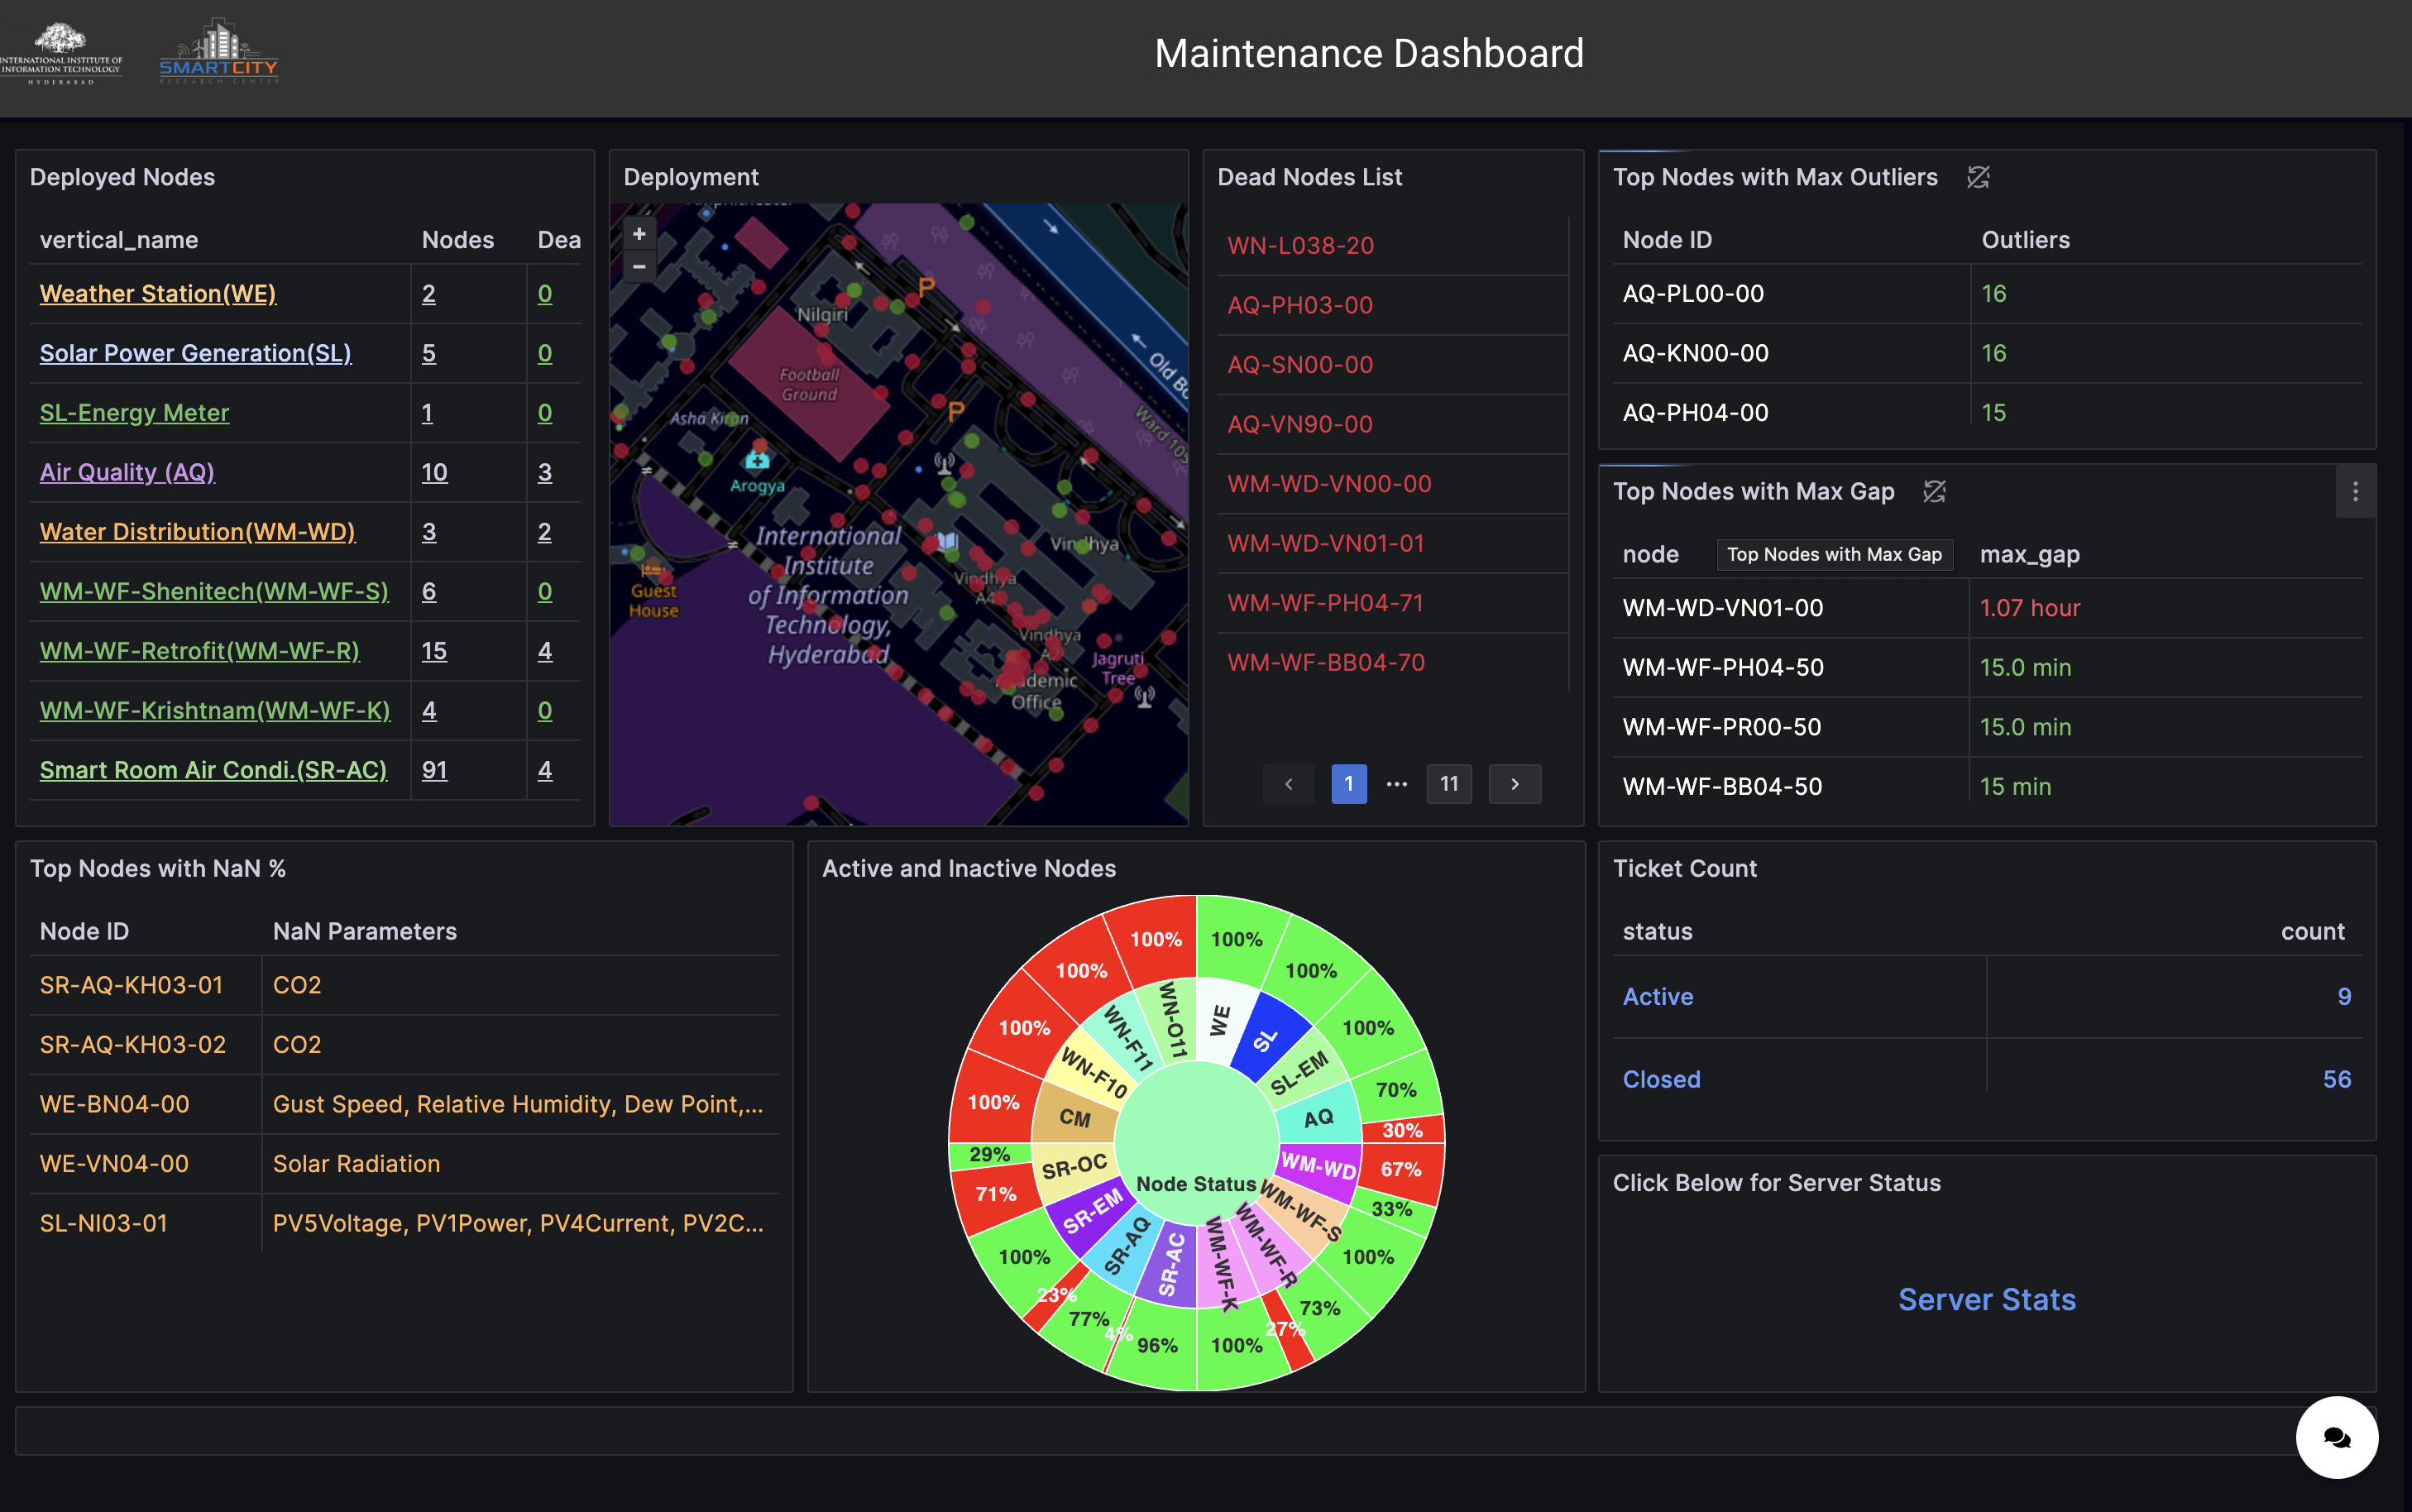 INTERNATIONAL INSTITUTE OF
INFORMATION TECHNOLOGY
HYDERABAD
SMARTCITY
RESEARCH CENTER
Maintenance Dashboard
Deployed Nodes
vertical_name Nodes Dea
Weather Station(WE) 2 0
Solar Power Generation(SL) 5 0
SL-Energy Meter 1 0
Air Quality (AQ) 10 3
Water Distribution(WM-WD) 3 2
WM-WF-Shenitech(WM-WF-S) 6 0
WM-WF-Retrofit(WM-WF-R) 15 4
WM-WF-Krishtnam(WM-WF-K) 4 0
Smart Room Air Condi.(SR-AC) 91 4
Deployment
+
−
P
Nilgiri
Football
Ground
Old B
P
Asha Kiran
Ward 105
Arogya
International
Institute
of Information
Technology,
Hyderabad
Vindhya
Vindhya
A4
Guest
House
Vindhya
Jagruti
Tree
Office
Dead Nodes List
WN-L038-20
AQ-PH03-00
AQ-SN00-00
AQ-VN90-00
WM-WD-VN00-00
WM-WD-VN01-01
WM-WF-PH04-71
WM-WF-BB04-70
‹ 1 ··· 11 ›
Top Nodes with Max Outliers
Node ID Outliers
AQ-PL00-00 16
AQ-KN00-00 16
AQ-PH04-00 15
Top Nodes with Max Gap
node Top Nodes with Max Gap max_gap
WM-WD-VN01-00 1.07 hour
WM-WF-PH04-50 15.0 min
WM-WF-PR00-50 15.0 min
WM-WF-BB04-50 15 min
Top Nodes with NaN %
Node ID NaN Parameters
SR-AQ-KH03-01 CO2
SR-AQ-KH03-02 CO2
WE-BN04-00 Gust Speed, Relative Humidity, Dew Point,...
WE-VN04-00 Solar Radiation
SL-NI03-01 PV5Voltage, PV1Power, PV4Current, PV2C...
Active and Inactive Nodes
Node Status
WE 100%
SL 100%
SL-EM 100%
AQ 70% 30%
WM-WD 67% 33%
WM-WF-S 100%
WM-WF-R 73% 27%
WM-WF-K 100%
SR-AC 96% 4%
SR-AQ 77% 23%
SR-EM 100%
SR-OC 71% 29%
CM 100%
WN-F10 100%
WN-F11 100%
WN-O11 100%
Ticket Count
status count
Active 9
Closed 56
Click Below for Server Status
Server Stats